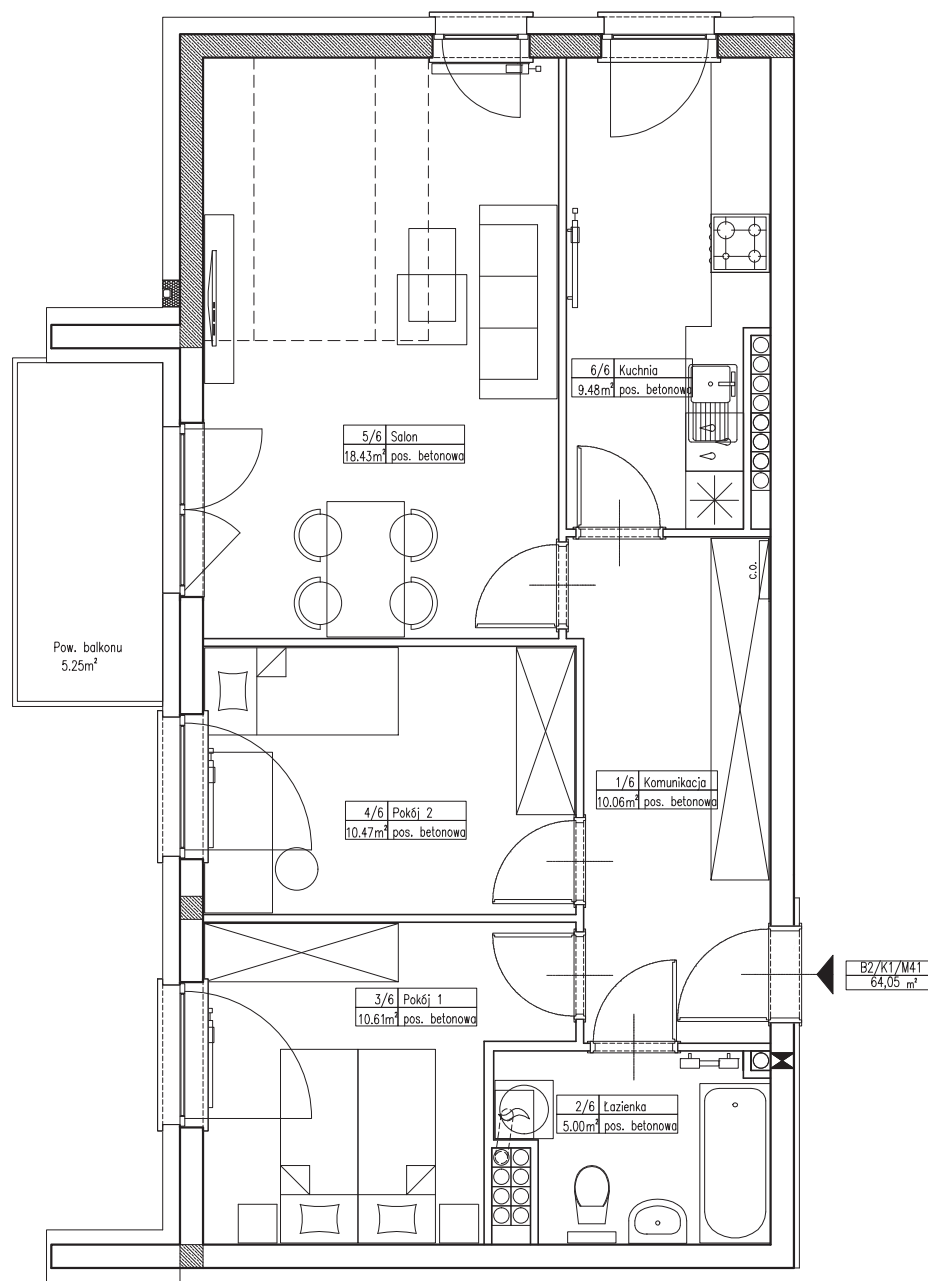 6/6 Kuchnia
9.48m² pos. betonowa
5/6 Salon
18.43m² pos. betonowa
c.o.
Pow. balkonu
5.25m²
1/6 Komunikacja
10.06m² pos. betonowa
4/6 Pokój 2
10.47m² pos. betonowa
B2/K1/M41
64,05 m²
3/6 Pokój 1
10.61m² pos. betonowa
2/6 Łazienka
5.00m² pos. betonowa